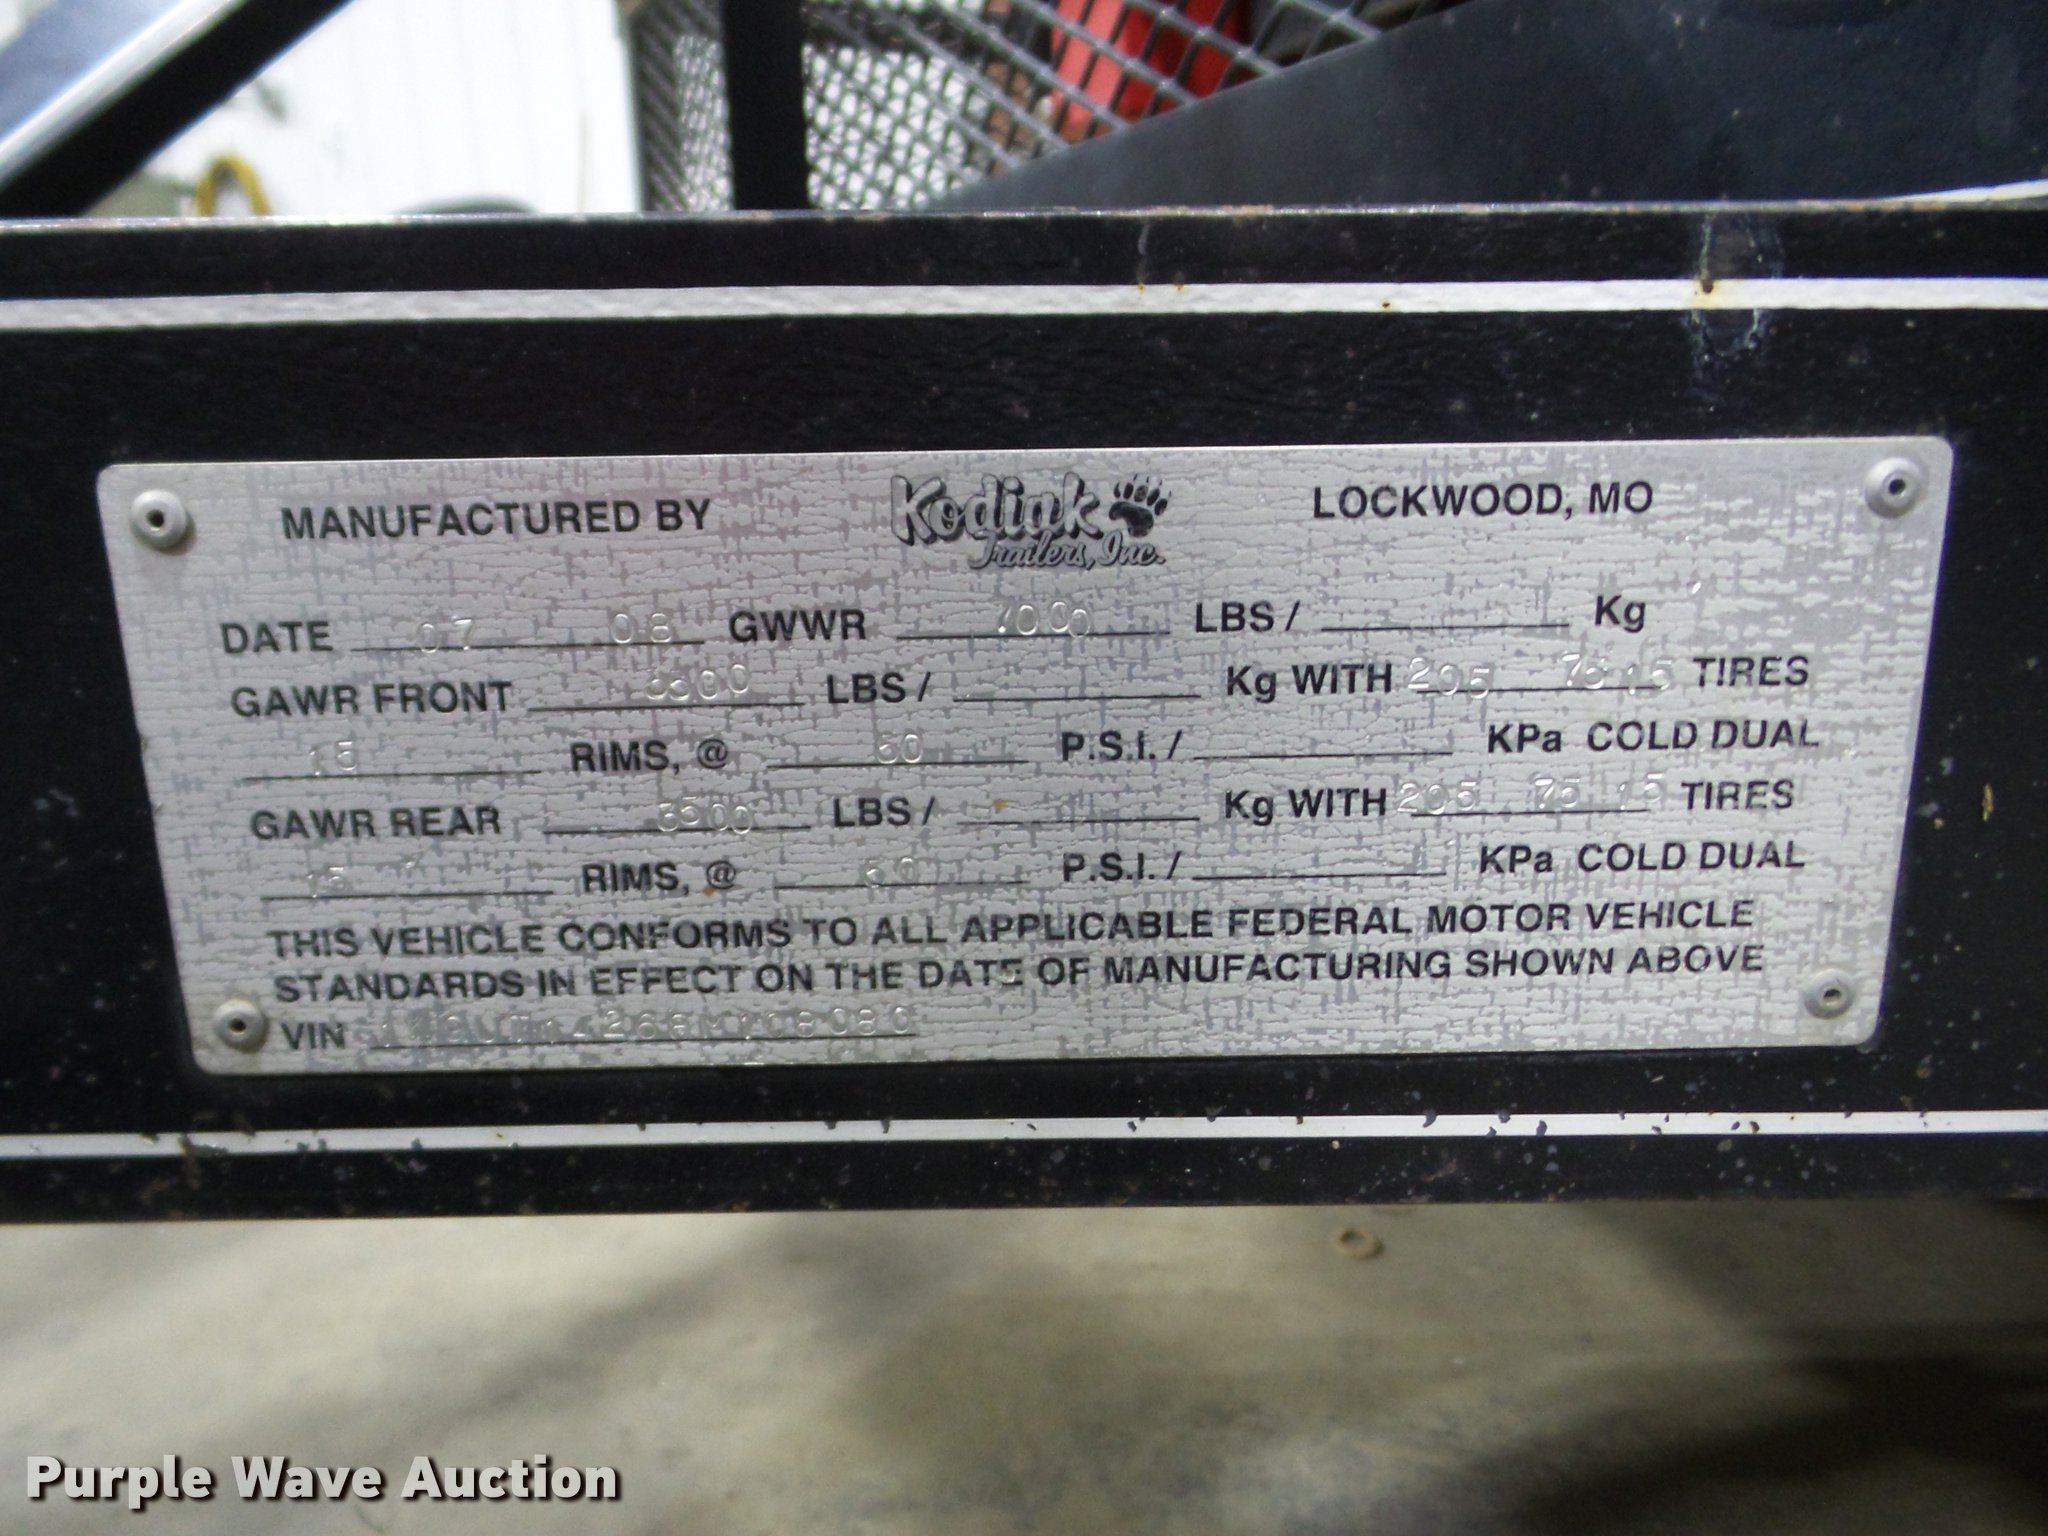 MANUFACTURED BY Kodiak Trailers, Inc. LOCKWOOD, MO
DATE 07 08 GWWR 7000 LBS / Kg
GAWR FRONT 3500 LBS / Kg WITH 205 75 15 TIRES
15 RIMS, @ 50 P.S.I. / KPa COLD DUAL
GAWR REAR 3500 LBS / Kg WITH 205 75 15 TIRES
15 RIMS, @ 50 P.S.I. / KPa COLD DUAL
THIS VEHICLE CONFORMS TO ALL APPLICABLE FEDERAL MOTOR VEHICLE
STANDARDS IN EFFECT ON THE DATE OF MANUFACTURING SHOWN ABOVE
VIN
Purple Wave Auction